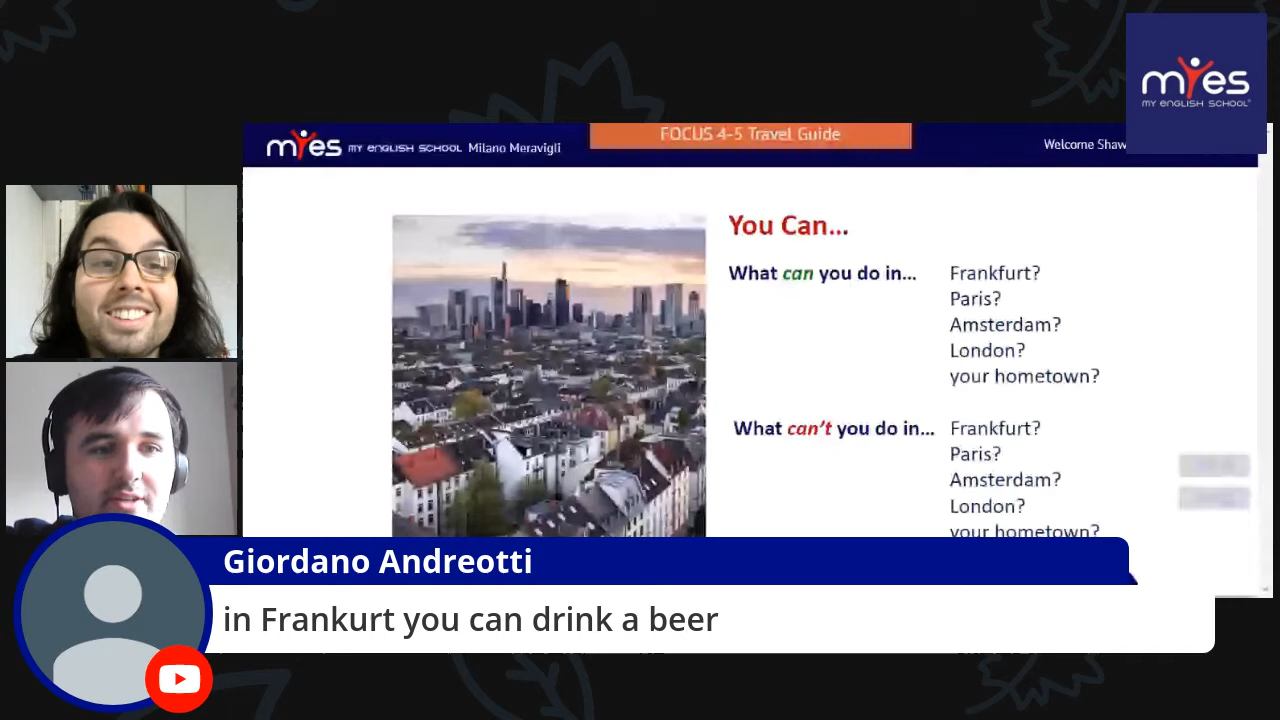 myes
MY ENGLISH SCHOOL
myes MY ENGLISH SCHOOL Milano Meravigli
FOCUS 4-5 Travel Guide
Welcome Shaw
You Can...
What can you do in... Frankfurt?
Paris?
Amsterdam?
London?
your hometown?
What can't you do in... Frankfurt?
Paris?
Amsterdam?
London?
your hometown?
Giordano Andreotti
in Frankurt you can drink a beer